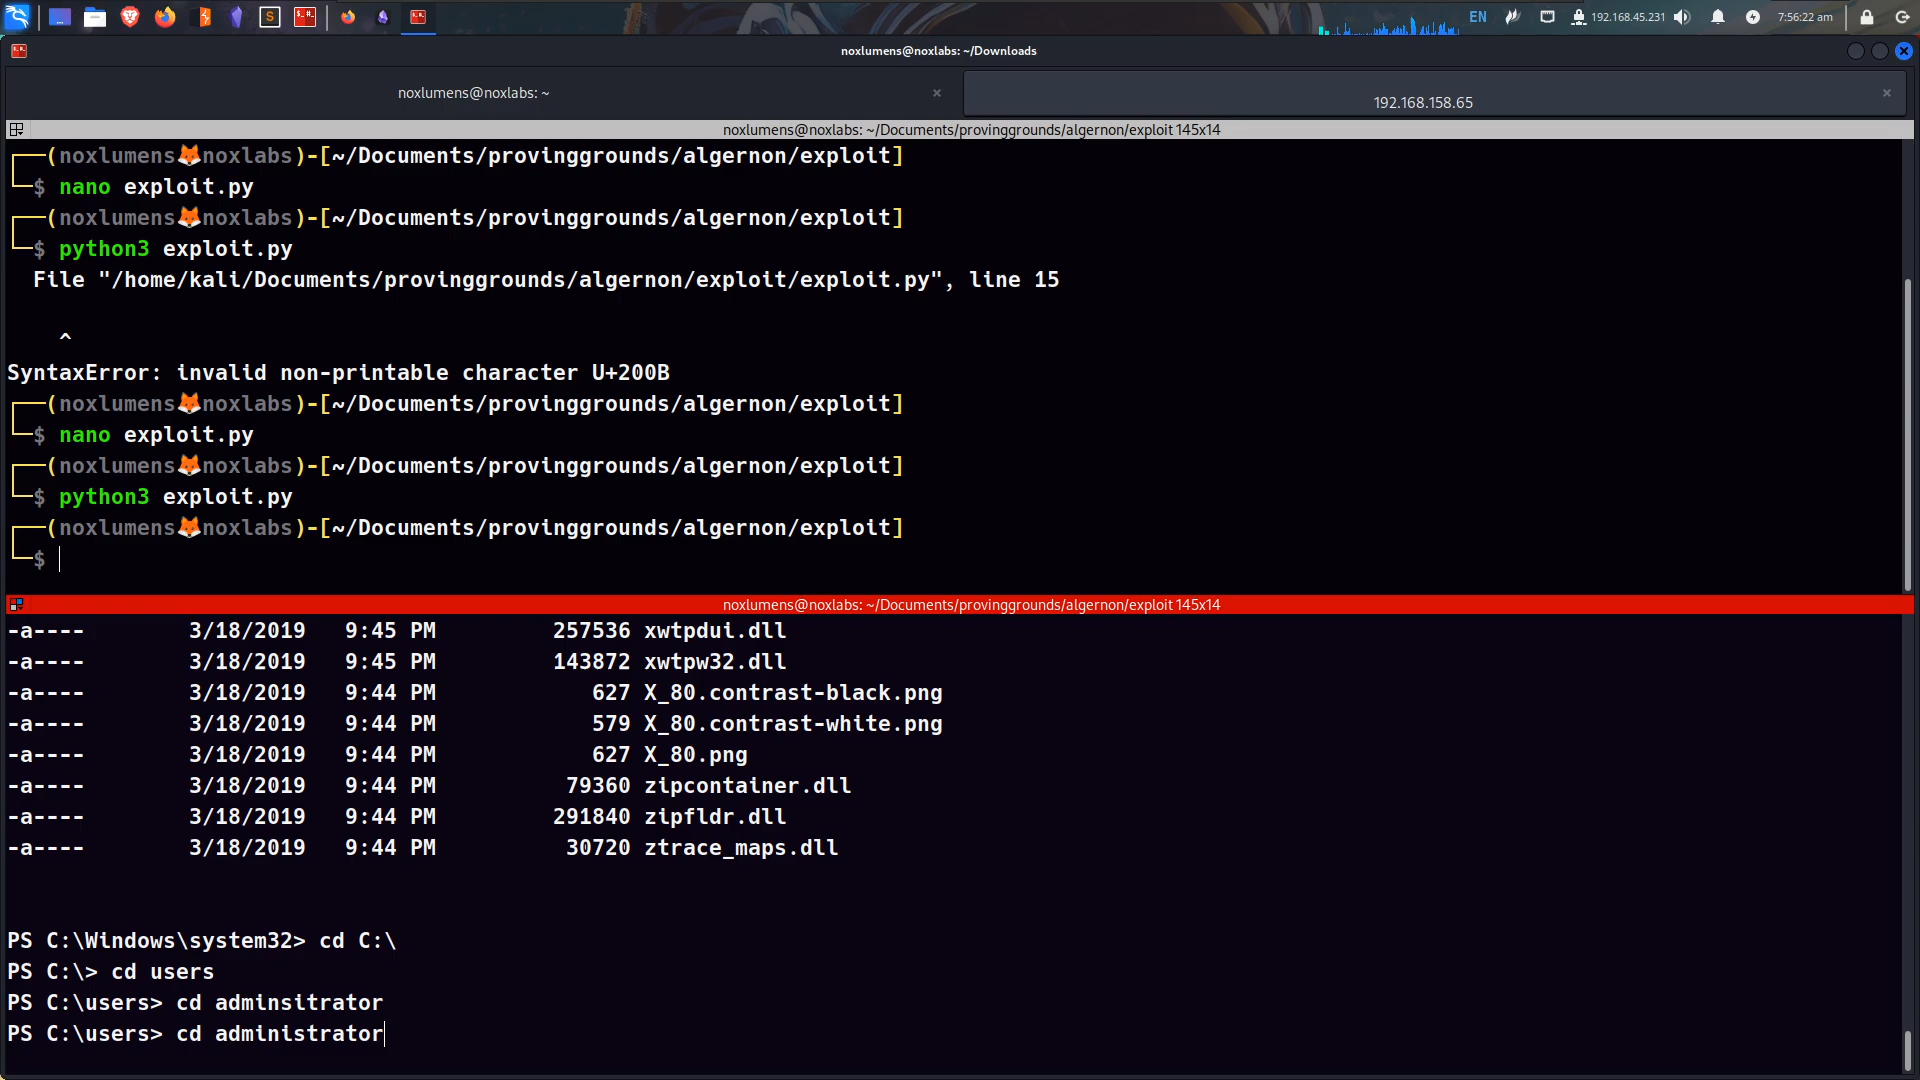 EN
192.168.45.231
7:56:22 am
noxlumens@noxlabs: ~/Downloads
noxlumens@noxlabs: ~
192.168.158.65
noxlumens@noxlabs: ~/Documents/provinggrounds/algernon/exploit 145x14
(noxlumens🦊noxlabs)-[~/Documents/provinggrounds/algernon/exploit]
$ nano exploit.py
(noxlumens🦊noxlabs)-[~/Documents/provinggrounds/algernon/exploit]
$ python3 exploit.py
File "/home/kali/Documents/provinggrounds/algernon/exploit/exploit.py", line 15
^
SyntaxError: invalid non-printable character U+200B
(noxlumens🦊noxlabs)-[~/Documents/provinggrounds/algernon/exploit]
$ nano exploit.py
(noxlumens🦊noxlabs)-[~/Documents/provinggrounds/algernon/exploit]
$ python3 exploit.py
(noxlumens🦊noxlabs)-[~/Documents/provinggrounds/algernon/exploit]
$
noxlumens@noxlabs: ~/Documents/provinggrounds/algernon/exploit 145x14
-a---- 3/18/2019 9:45 PM 257536 xwtpdui.dll
-a---- 3/18/2019 9:45 PM 143872 xwtpw32.dll
-a---- 3/18/2019 9:44 PM 627 X_80.contrast-black.png
-a---- 3/18/2019 9:44 PM 579 X_80.contrast-white.png
-a---- 3/18/2019 9:44 PM 627 X_80.png
-a---- 3/18/2019 9:44 PM 79360 zipcontainer.dll
-a---- 3/18/2019 9:44 PM 291840 zipfldr.dll
-a---- 3/18/2019 9:44 PM 30720 ztrace_maps.dll
PS C:\Windows\system32> cd C:\
PS C:\> cd users
PS C:\users> cd adminsitrator
PS C:\users> cd administrator